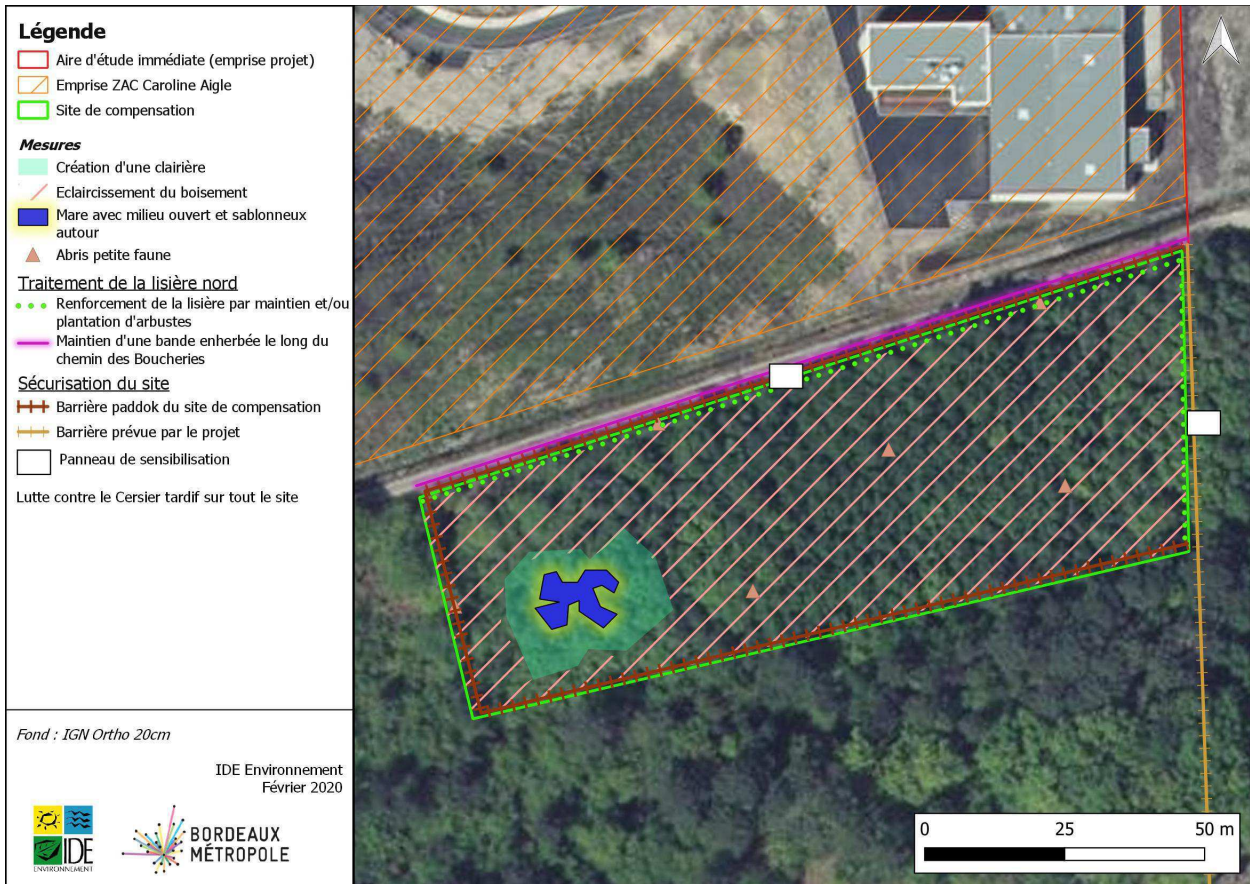 Légende
Aire d'étude immédiate (emprise projet)
Emprise ZAC Caroline Aigle
Site de compensation
Mesures
Création d'une clairière
Eclaircissement du boisement
Mare avec milieu ouvert et sablonneux
autour
Abris petite faune
Traitement de la lisière nord
Renforcement de la lisière par maintien et/ou
plantation d'arbustes
Maintien d'une bande enherbée le long du
chemin des Boucheries
Sécurisation du site
Barrière paddok du site de compensation
Barrière prévue par le projet
Panneau de sensibilisation
Lutte contre le Cersier tardif sur tout le site
Fond : IGN Ortho 20cm
IDE Environnement
Février 2020
IDE
ENVIRONNEMENT
BORDEAUX
MÉTROPOLE
0 25 50 m